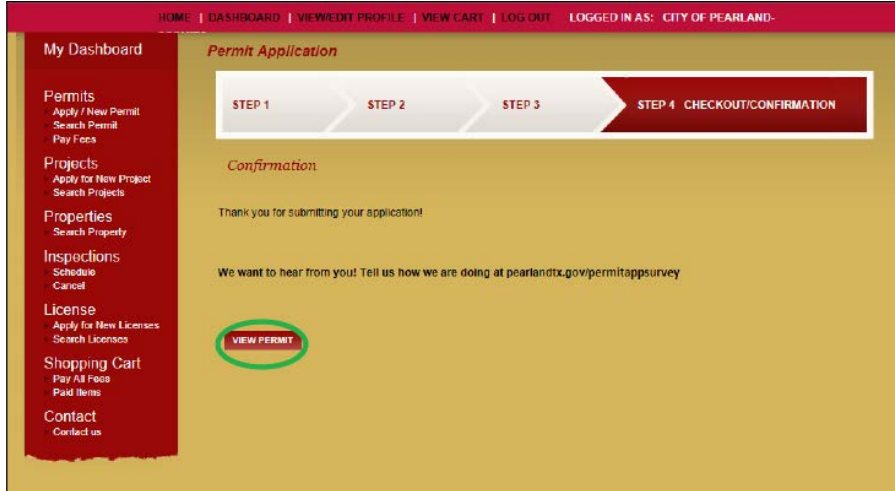 HOME | DASHBOARD | VIEW/EDIT PROFILE | VIEW CART | LOG OUT LOGGED IN AS: CITY OF PEARLAND-
My Dashboard
Permits
Apply / New Permit
Search Permit
Pay Fees
Projects
Apply for New Project
Search Projects
Properties
Search Property
Inspections
Schedule
Cancel
License
Apply for New Licenses
Search Licenses
Shopping Cart
Pay All Fees
Paid Items
Contact
Contact us
Permit Application
STEP 1 STEP 2 STEP 3 STEP 4 CHECKOUT/CONFIRMATION
Confirmation
Thank you for submitting your application!
We want to hear from you! Tell us how we are doing at pearlandtx.gov/permitappsurvey
VIEW PERMIT